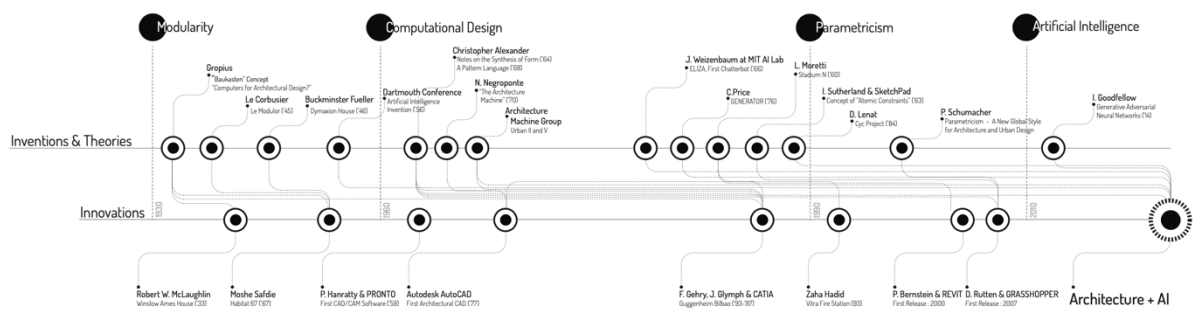 Modularity
Computational Design
Parametricism
Artificial Intelligence
Gropius
"Baukasten" Concept
"Computers for Architectural Design?"
Le Corbusier
Le Modulor ('45)
Buckminster Fueller
Dymaxion House ('46)
Dartmouth Conference
Artificial Intelligence
Invention ('56)
Christopher Alexander
Notes on the Synthesis of Form ('64)
A Pattern Language ('68)
N. Negroponte
"The Architecture
Machine" ('70)
Architecture
Machine Group
Urban II and V
J. Weizenbaum at MIT AI Lab
ELIZA, First Chatterbot ('66)
C.Price
GENERATOR ('76)
L. Moretti
Stadium N ('60)
I. Sutherland & SketchPad
Concept of "Atomic Constraints" ('63)
D. Lenat
Cyc Project ('84)
P. Schumacher
Parametricism - A New Global Style
for Architecture and Urban Design
I. Goodfellow
Generative Adversarial
Neural Networks ('14)
Inventions & Theories
Innovations
1930
1960
1990
2010
Robert W. McLaughlin
Winslow Ames House ('33)
Moshe Safdie
Habitat 67 ('67)
P. Hanratty & PRONTO
First CAD/CAM Software ('58)
Autodesk AutoCAD
First Architectural CAD ('77)
F. Gehry, J. Glymph & CATIA
Guggenheim Bilbao ('93-'97)
Zaha Hadid
Vitra Fire Station (93)
P. Bernstein & REVIT
First Release : 2000
D. Rutten & GRASSHOPPER
First Release : 2007
Architecture + AI